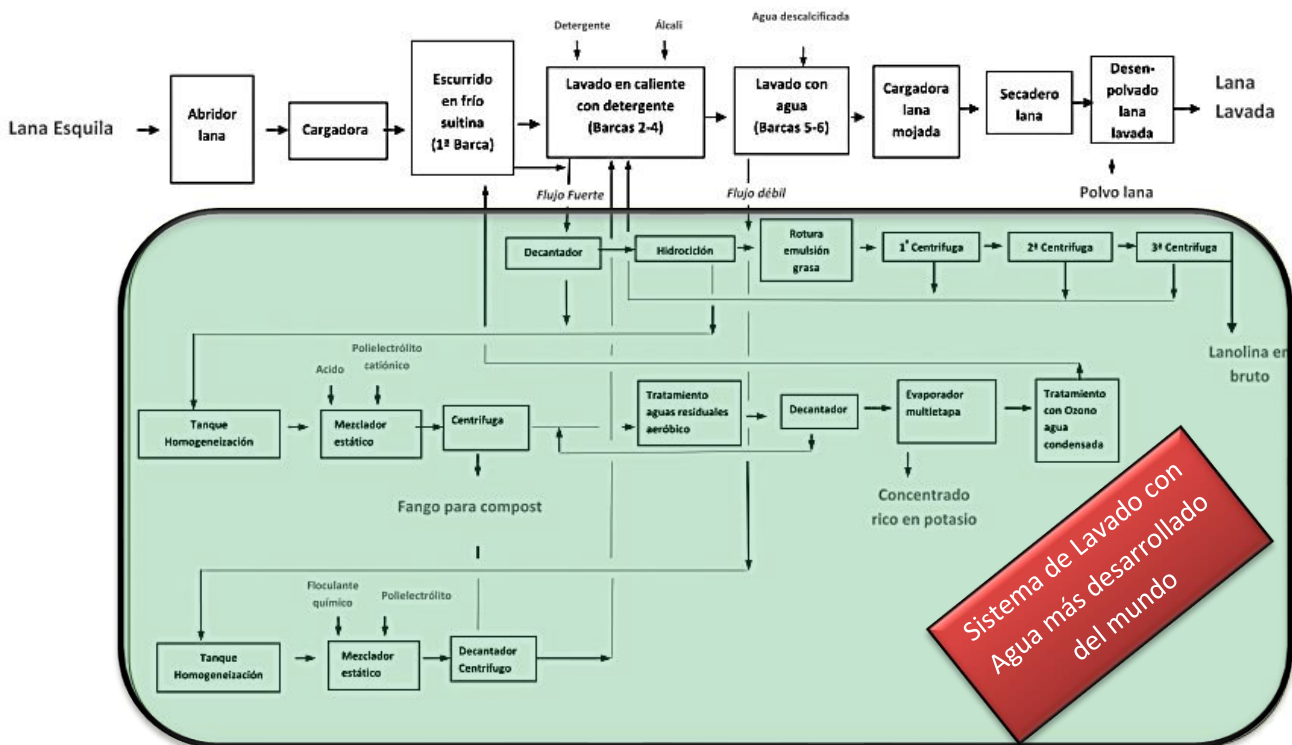 Detergente
Álcali
Agua descalcificada
Lana Esquila
Abridor
lana
Cargadora
Escurrido
en frío
suitina
(1ª Barca)
Lavado en caliente
con detergente
(Barcas 2-4)
Lavado con
agua
(Barcas 5-6)
Cargadora
lana
mojada
Secadero
lana
Desen-
polvado
lana
lavada
Lana
Lavada
Flujo Fuerte
Flujo débil
Polvo lana
Decantador
Hidrociclón
Rotura
emulsión
grasa
1ª Centrifuga
2ª Centrifuga
3ª Centrifuga
Lanolina en
bruto
Acido
Polielectrólito
catiónico
Tanque
Homogeneización
Mezclador
estático
Centrífuga
Tratamiento
aguas residuales
aeróbico
Decantador
Evaporador
multietapa
Tratamiento
con Ozono
agua
condensada
Fango para compost
Concentrado
rico en potasio
Floculante
químico
Polielectrólito
Tanque
Homogeneización
Mezclador
estático
Decantador
Centrifugo
Sistema de Lavado con
Agua más desarrollado
del mundo